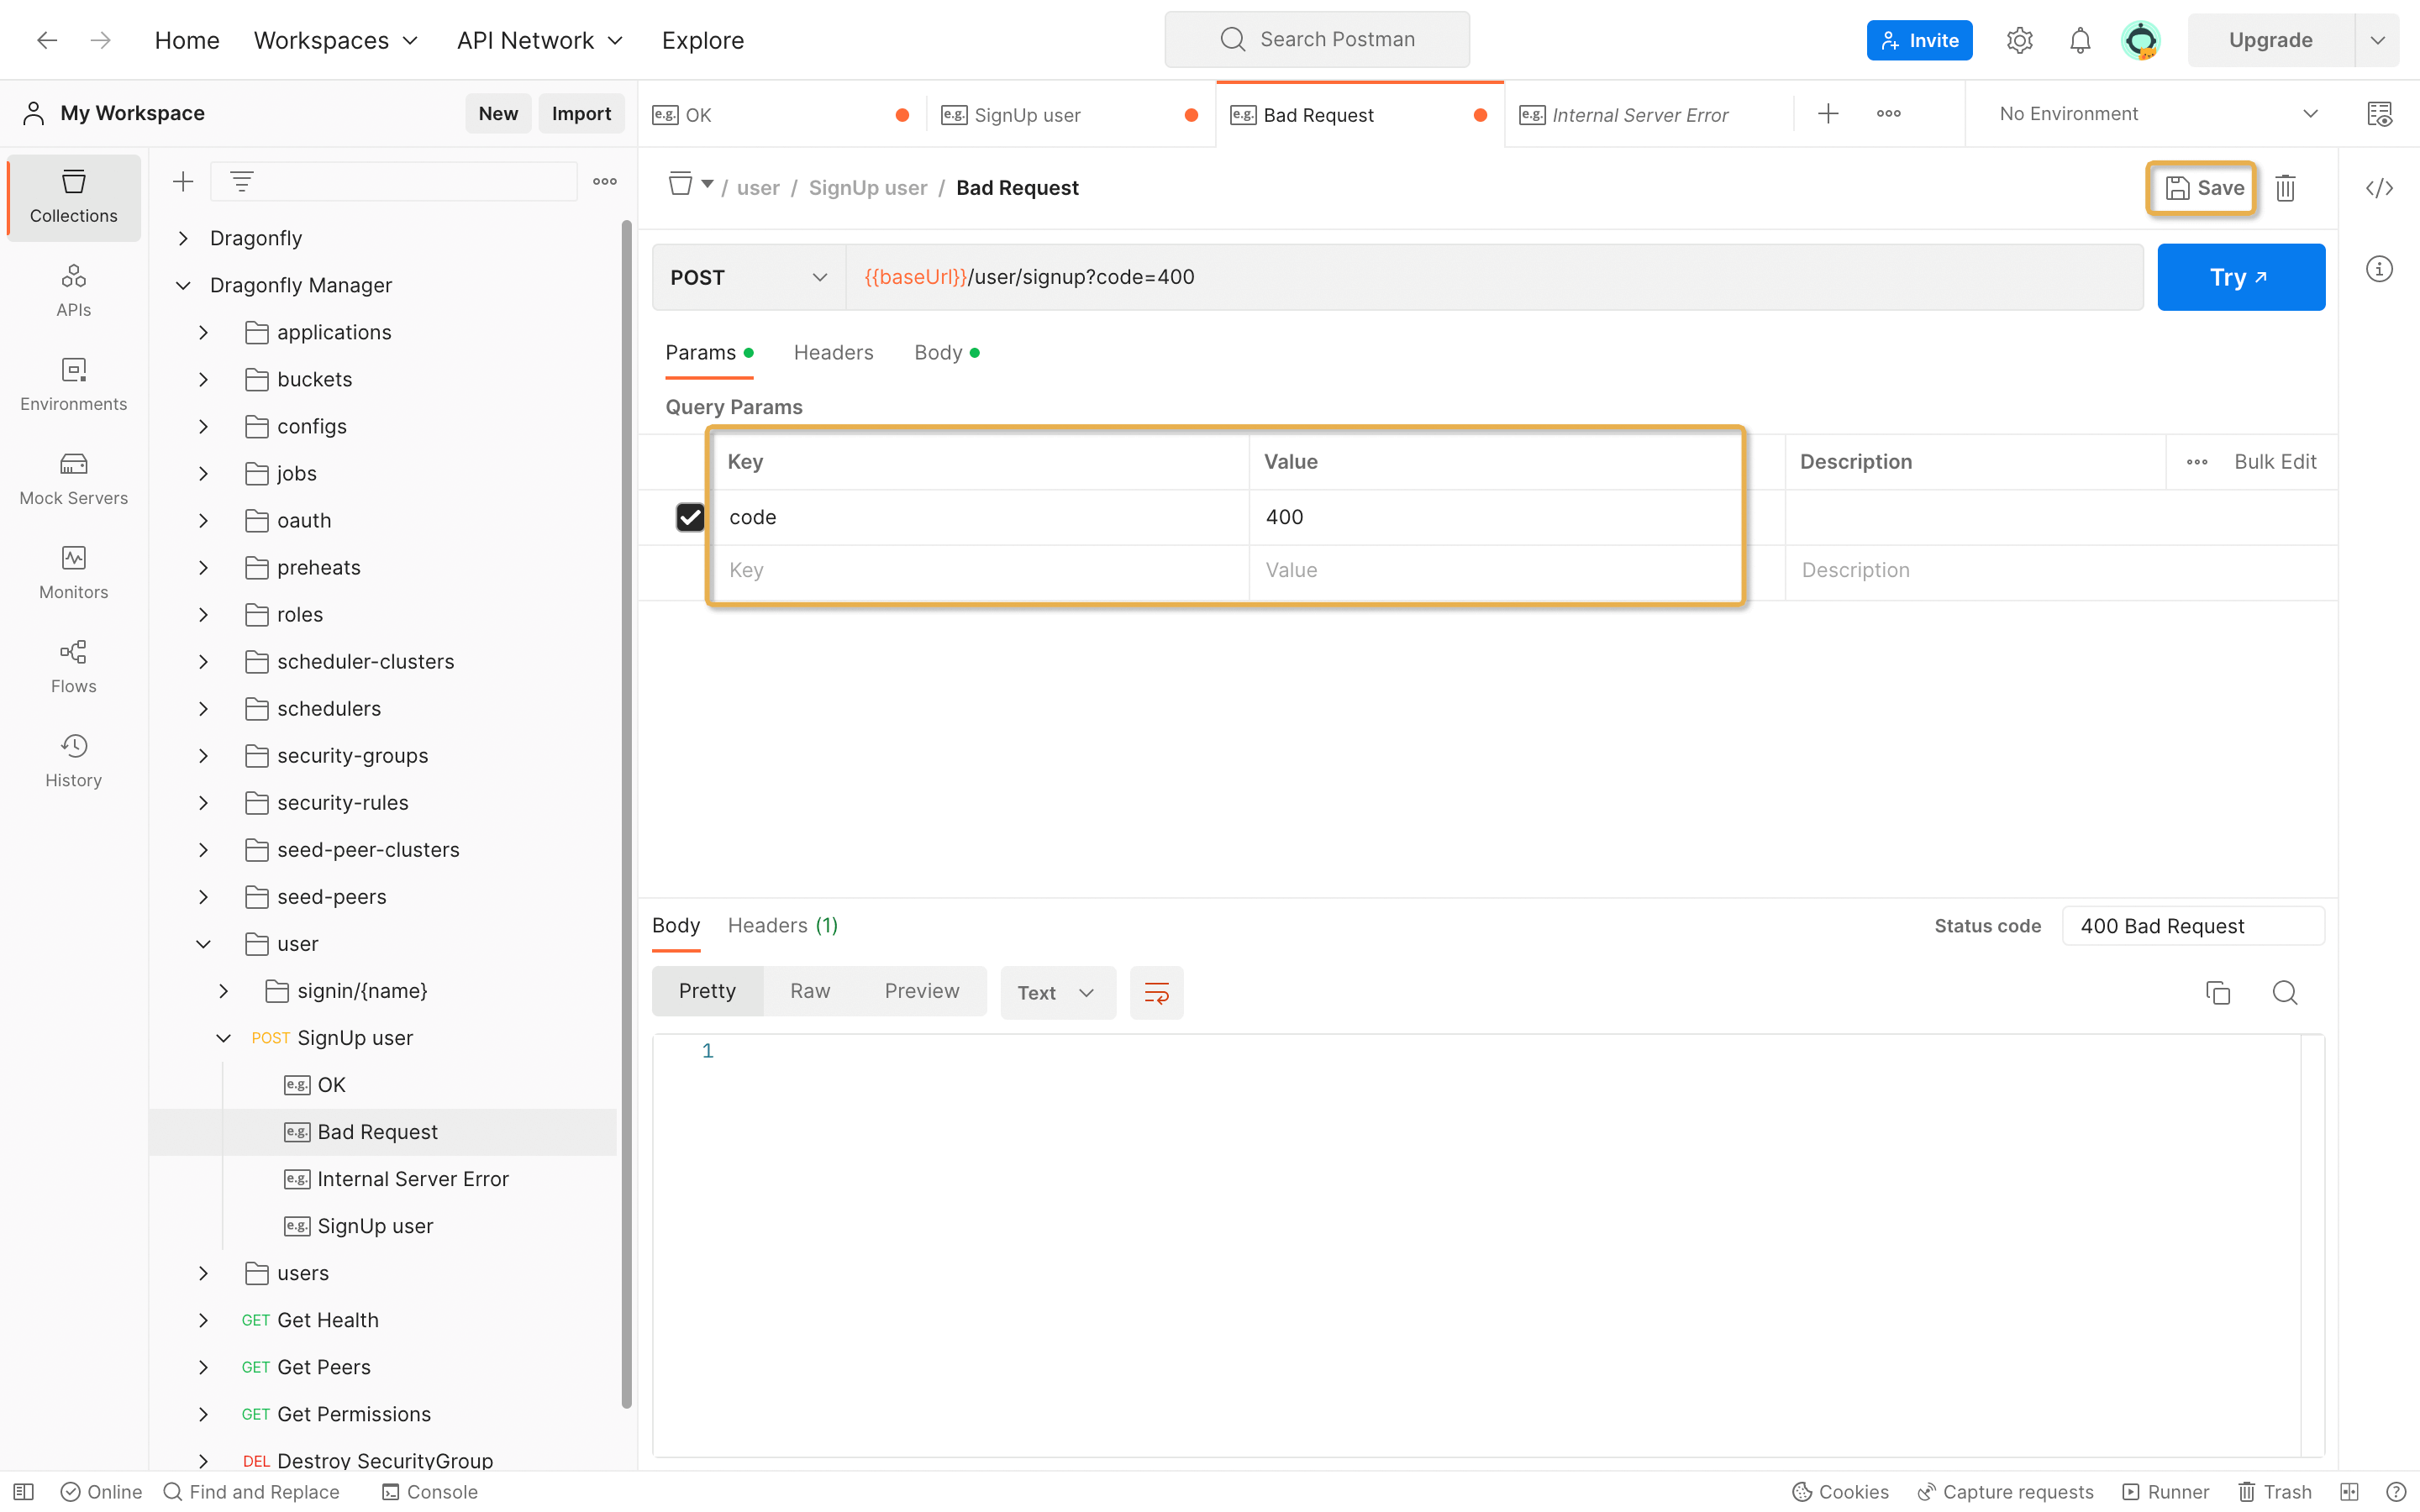 Home Workspaces API Network Explore Search Postman Invite Upgrade
My Workspace New Import
e.g. OK e.g. SignUp user e.g. Bad Request e.g. Internal Server Error No Environment
Collections
APIs
Environments
Mock Servers
Monitors
Flows
History
Dragonfly
Dragonfly Manager
applications
buckets
configs
jobs
oauth
preheats
roles
scheduler-clusters
schedulers
security-groups
security-rules
seed-peer-clusters
seed-peers
user
signin/{name}
POST SignUp user
e.g. OK
e.g. Bad Request
e.g. Internal Server Error
e.g. SignUp user
users
GET Get Health
GET Get Peers
GET Get Permissions
DEL Destroy SecurityGroup
/ user / SignUp user / Bad Request Save
POST {{baseUrl}}/user/signup?code=400 Try
Params Headers Body
Query Params
Key Value Description Bulk Edit
code 400
Key Value Description
Body Headers (1) Status code 400 Bad Request
Pretty Raw Preview Text
1
Online Find and Replace Console Cookies Capture requests Runner Trash